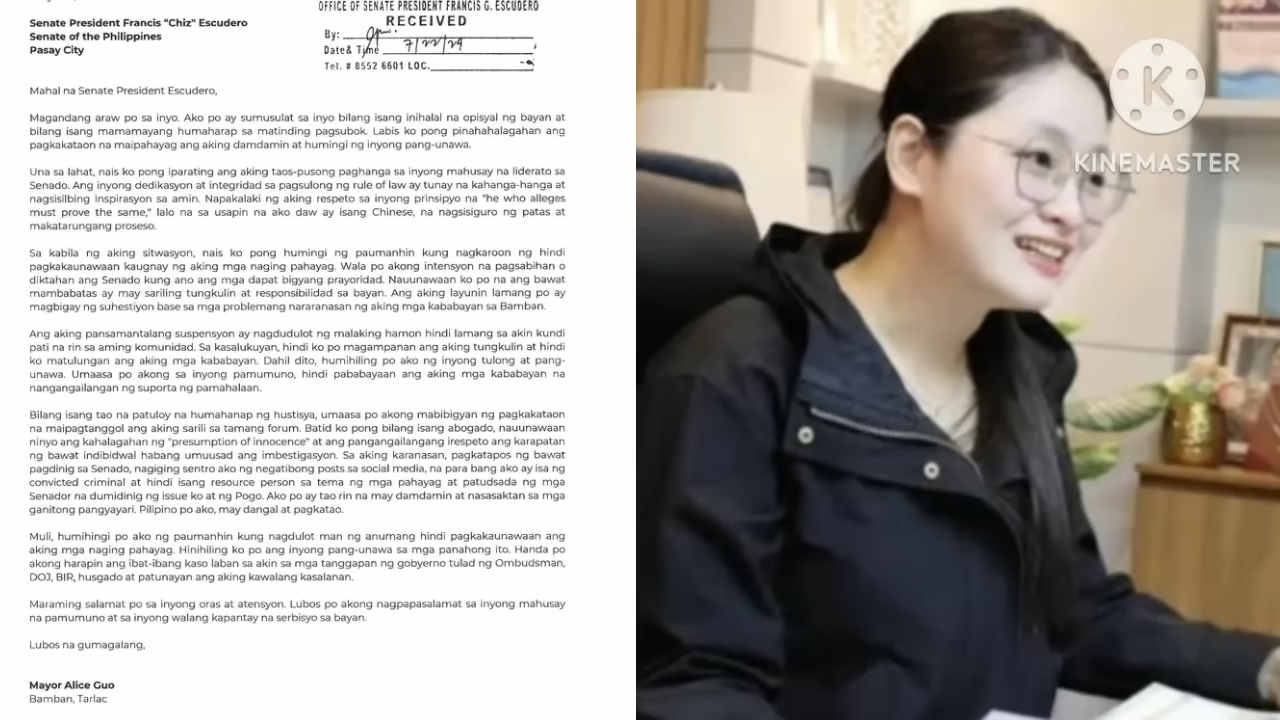 Senate President Francis "Chiz" Escudero
Senate of the Philippines
Pasay City
OFFICE OF SENATE PRESIDENT FRANCIS G. ESCUDERO
RECEIVED
By:
Date& Time 7/22/24
Tel. # 8552 6601 LOC.
Mahal na Senate President Escudero,
Magandang araw po sa inyo. Ako po ay sumusulat sa inyo bilang isang inihalal na opisyal ng bayan at
bilang isang mamamayang humaharap sa matinding pagsubok. Labis ko pong pinahahalagahan ang
pagkakataon na maipahayag ang aking damdamin at humingi ng inyong pang-unawa.
Una sa lahat, nais ko pong iparating ang aking taos-pusong paghanga sa inyong mahusay na liderato sa
Senado. Ang inyong dedikasyon at integridad sa pagsulong ng rule of law ay tunay na kahanga-hanga at
nagsisilbing inspirasyon sa amin. Napakalaki ng aking respeto sa inyong prinsipyo na "he who alleges
must prove the same," lalo na sa usapin na ako daw ay isang Chinese, na nagsisiguro ng patas at
makatarungang proseso.
Sa kabila ng aking sitwasyon, nais ko pong humingi ng paumanhin kung nagkaroon ng hindi
pagkakaunawaan kaugnay ng aking mga naging pahayag. Wala po akong intensyon na pagsabihan o
diktahan ang Senado kung ano ang mga dapat bigyang prayoridad. Nauunawaan ko po na ang bawat
mambabatas ay may sariling tungkulin at responsibilidad sa bayan. Ang aking layunin lamang po ay
magbigay ng suhestiyon base sa mga problemang nararanasan ng aking mga kababayan sa Bamban.
Ang aking pansamantalang suspensyon ay nagdudulot ng malaking hamon hindi lamang sa akin kundi
pati na rin sa aming komunidad. Sa kasalukuyan, hindi ko po magampanan ang aking tungkulin at hindi
ko matulungan ang aking mga kababayan. Dahil dito, humihiling po ako ng inyong tulong at pang-
unawa. Umaasa po akong sa inyong pamumuno, hindi pababayaan ang aking mga kababayan na
nangangailangan ng suporta ng pamahalaan.
Bilang isang tao na patuloy na humahanap ng hustisya, umaasa po akong mabibigyan ng pagkakataon
na maipagtanggol ang aking sarili sa tamang forum. Batid ko pong bilang isang abogado, nauunawaan
ninyo ang kahalagahan ng "presumption of innocence" at ang pangangailangang irespeto ang karapatan
ng bawat indibidwal habang umuusad ang imbestigasyon. Sa aking karanasan, pagkatapos ng bawat
pagdinig sa Senado, nagiging sentro ako ng negatibong posts sa social media, na para bang ako ay isa ng
convicted criminal at hindi isang resource person sa tema ng mga pahayag at patudsada ng mga
Senador na dumidinig ng issue ko at ng Pogo. Ako po ay tao rin na may damdamin at nasasaktan sa mga
ganitong pangyayari. Pilipino po ako, may dangal at pagkatao.
Muli, humihingi po ako ng paumanhin kung nagdulot man ng anumang hindi pagkakaunawaan ang
aking mga naging pahayag. Hinihiling ko po ang inyong pang-unawa sa mga panahong ito. Handa po
akong harapin ang ibat-ibang kaso laban sa akin sa mga tanggapan ng gobyerno tulad ng Ombudsman,
DOJ, BIR, husgado at patunayan ang aking kawalang kasalanan.
Maraming salamat po sa inyong oras at atensyon. Lubos po akong nagpapasalamat sa inyong mahusay
na pamumuno at sa inyong walang kapantay na serbisyo sa bayan.
Lubos na gumagalang,
Mayor Alice Guo
Bamban, Tarlac
K
KINEMASTER